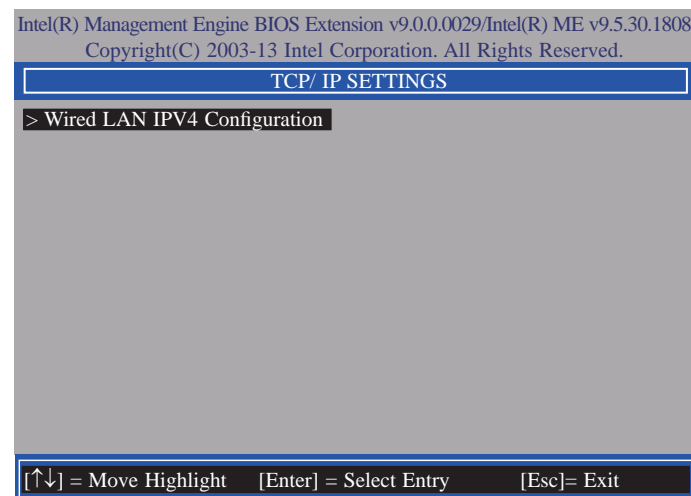 Intel(R) Management Engine BIOS Extension v9.0.0.0029/Intel(R) ME v9.5.30.1808
Copyright(C) 2003-13 Intel Corporation. All Rights Reserved.
TCP/ IP SETTINGS
> Wired LAN IPV4 Configuration
[↑↓] = Move Highlight [Enter] = Select Entry [Esc]= Exit